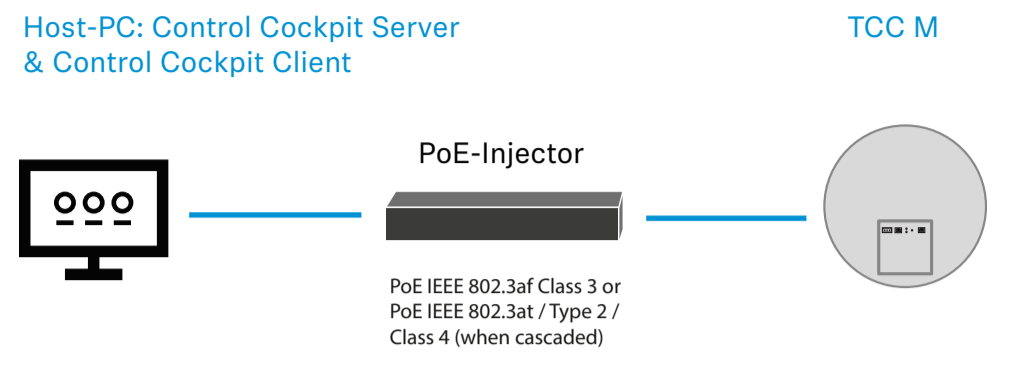 Host-PC: Control Cockpit Server
& Control Cockpit Client
TCC M
PoE-Injector
PoE IEEE 802.3af Class 3 or
PoE IEEE 802.3at / Type 2 /
Class 4 (when cascaded)